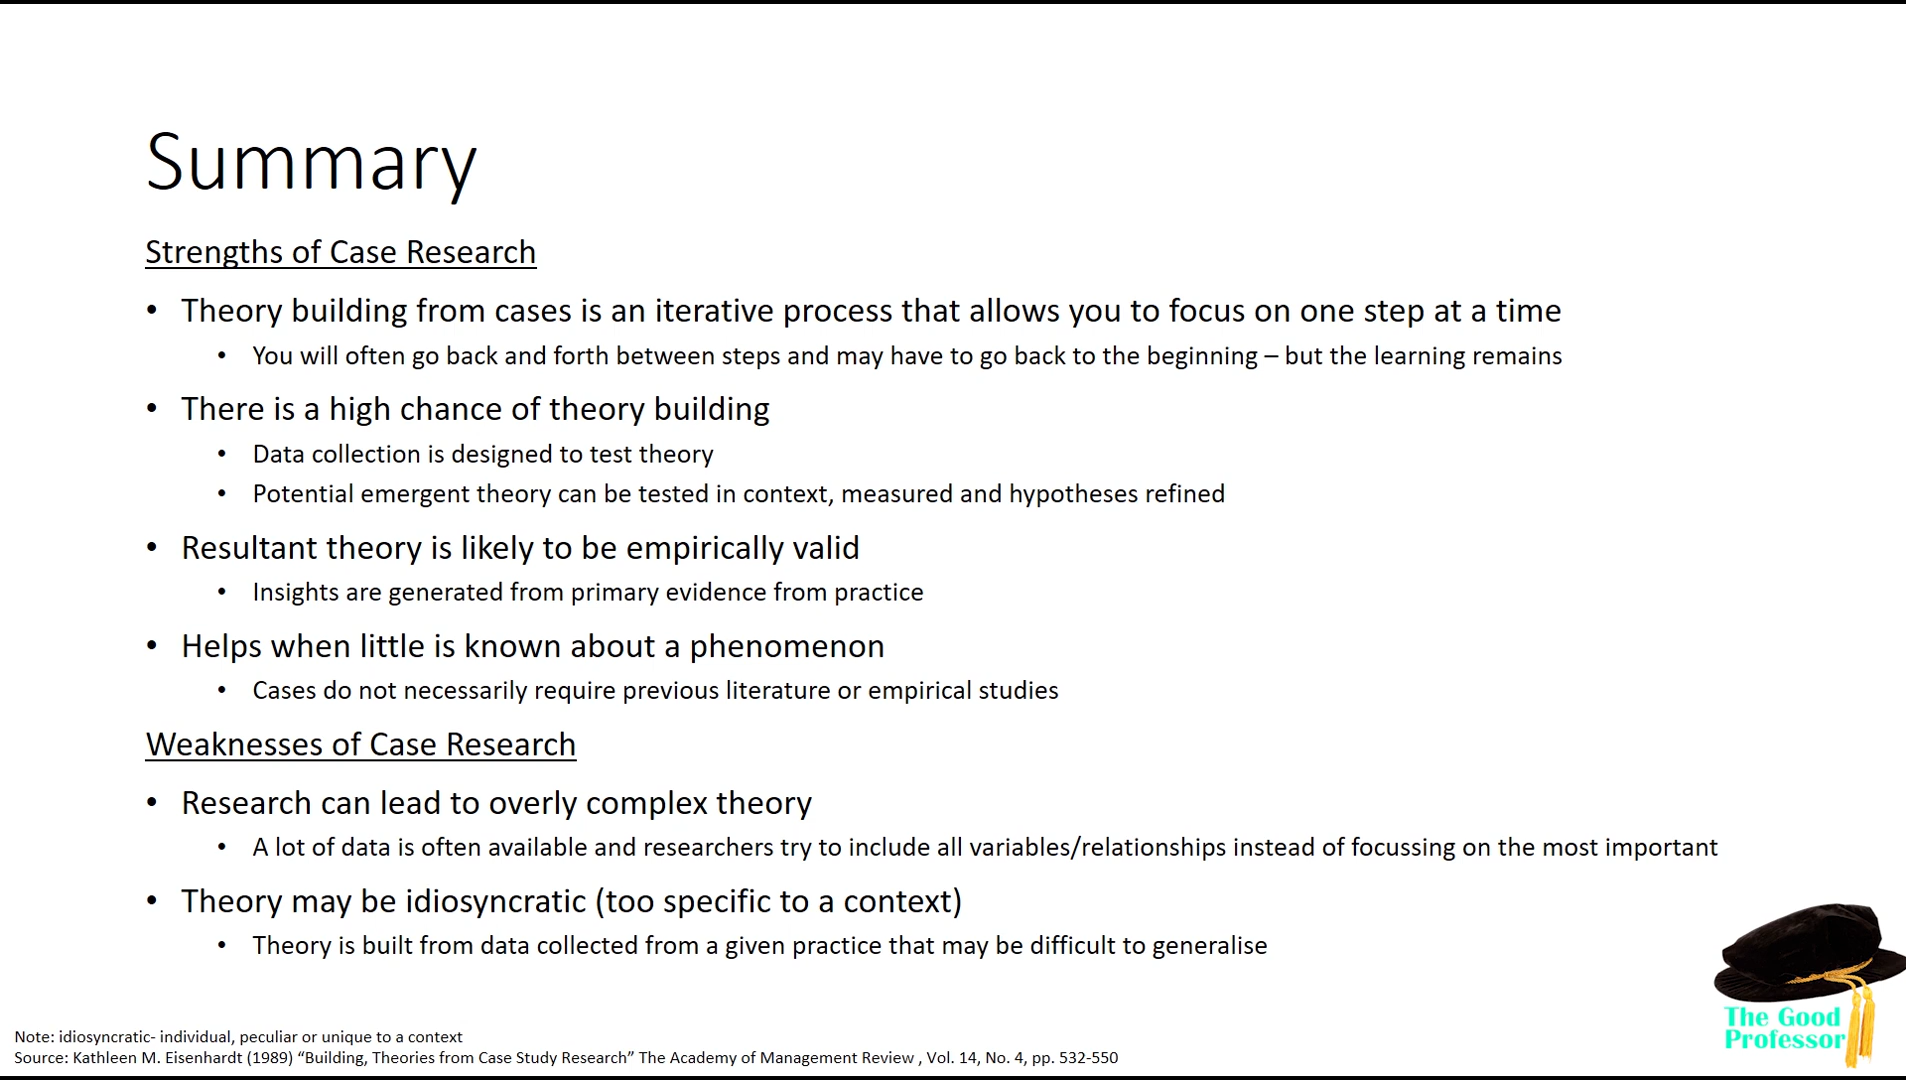 Summary
Strengths of Case Research
• Theory building from cases is an iterative process that allows you to focus on one step at a time
• You will often go back and forth between steps and may have to go back to the beginning – but the learning remains
• There is a high chance of theory building
• Data collection is designed to test theory
• Potential emergent theory can be tested in context, measured and hypotheses refined
• Resultant theory is likely to be empirically valid
• Insights are generated from primary evidence from practice
• Helps when little is known about a phenomenon
• Cases do not necessarily require previous literature or empirical studies
Weaknesses of Case Research
• Research can lead to overly complex theory
• A lot of data is often available and researchers try to include all variables/relationships instead of focussing on the most important
• Theory may be idiosyncratic (too specific to a context)
• Theory is built from data collected from a given practice that may be difficult to generalise
Note: idiosyncratic- individual, peculiar or unique to a context
Source: Kathleen M. Eisenhardt (1989) “Building, Theories from Case Study Research” The Academy of Management Review , Vol. 14, No. 4, pp. 532-550
The Good
Professor